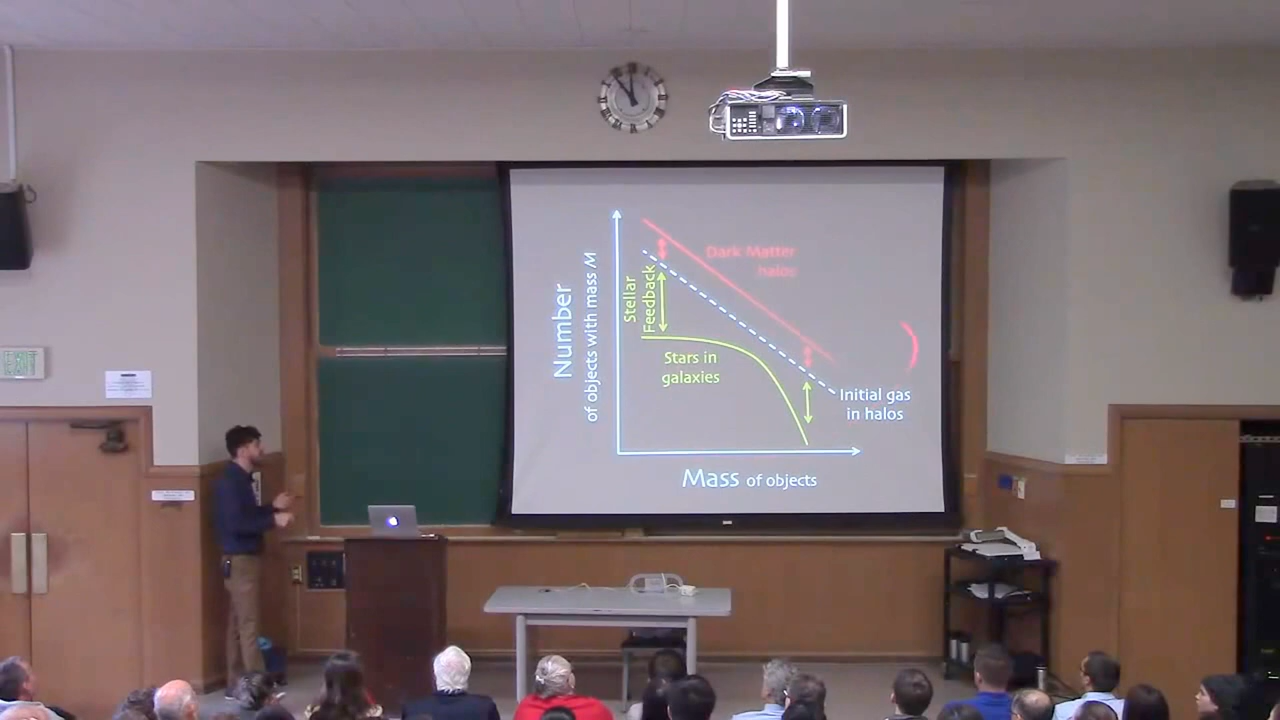 EXIT
Number
of objects with mass M
Stellar
Feedback
Dark Matter
halos
Stars in
galaxies
Initial gas
in halos
Mass of objects